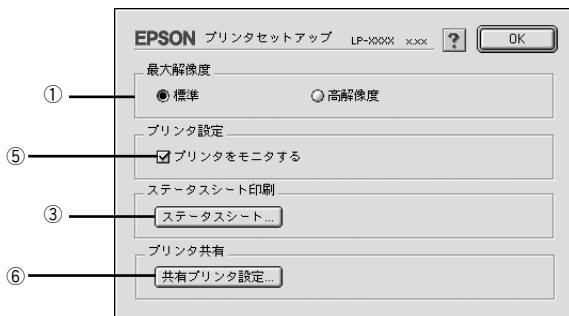 EPSON プリンタセットアップ LP-XXXX x.xx ? OK
最大解像度
① 標準 高解像度
プリンタ設定
⑤ プリンタをモニタする
ステータスシート印刷
③ ステータスシート...
プリンタ共有
⑥ 共有プリンタ設定...